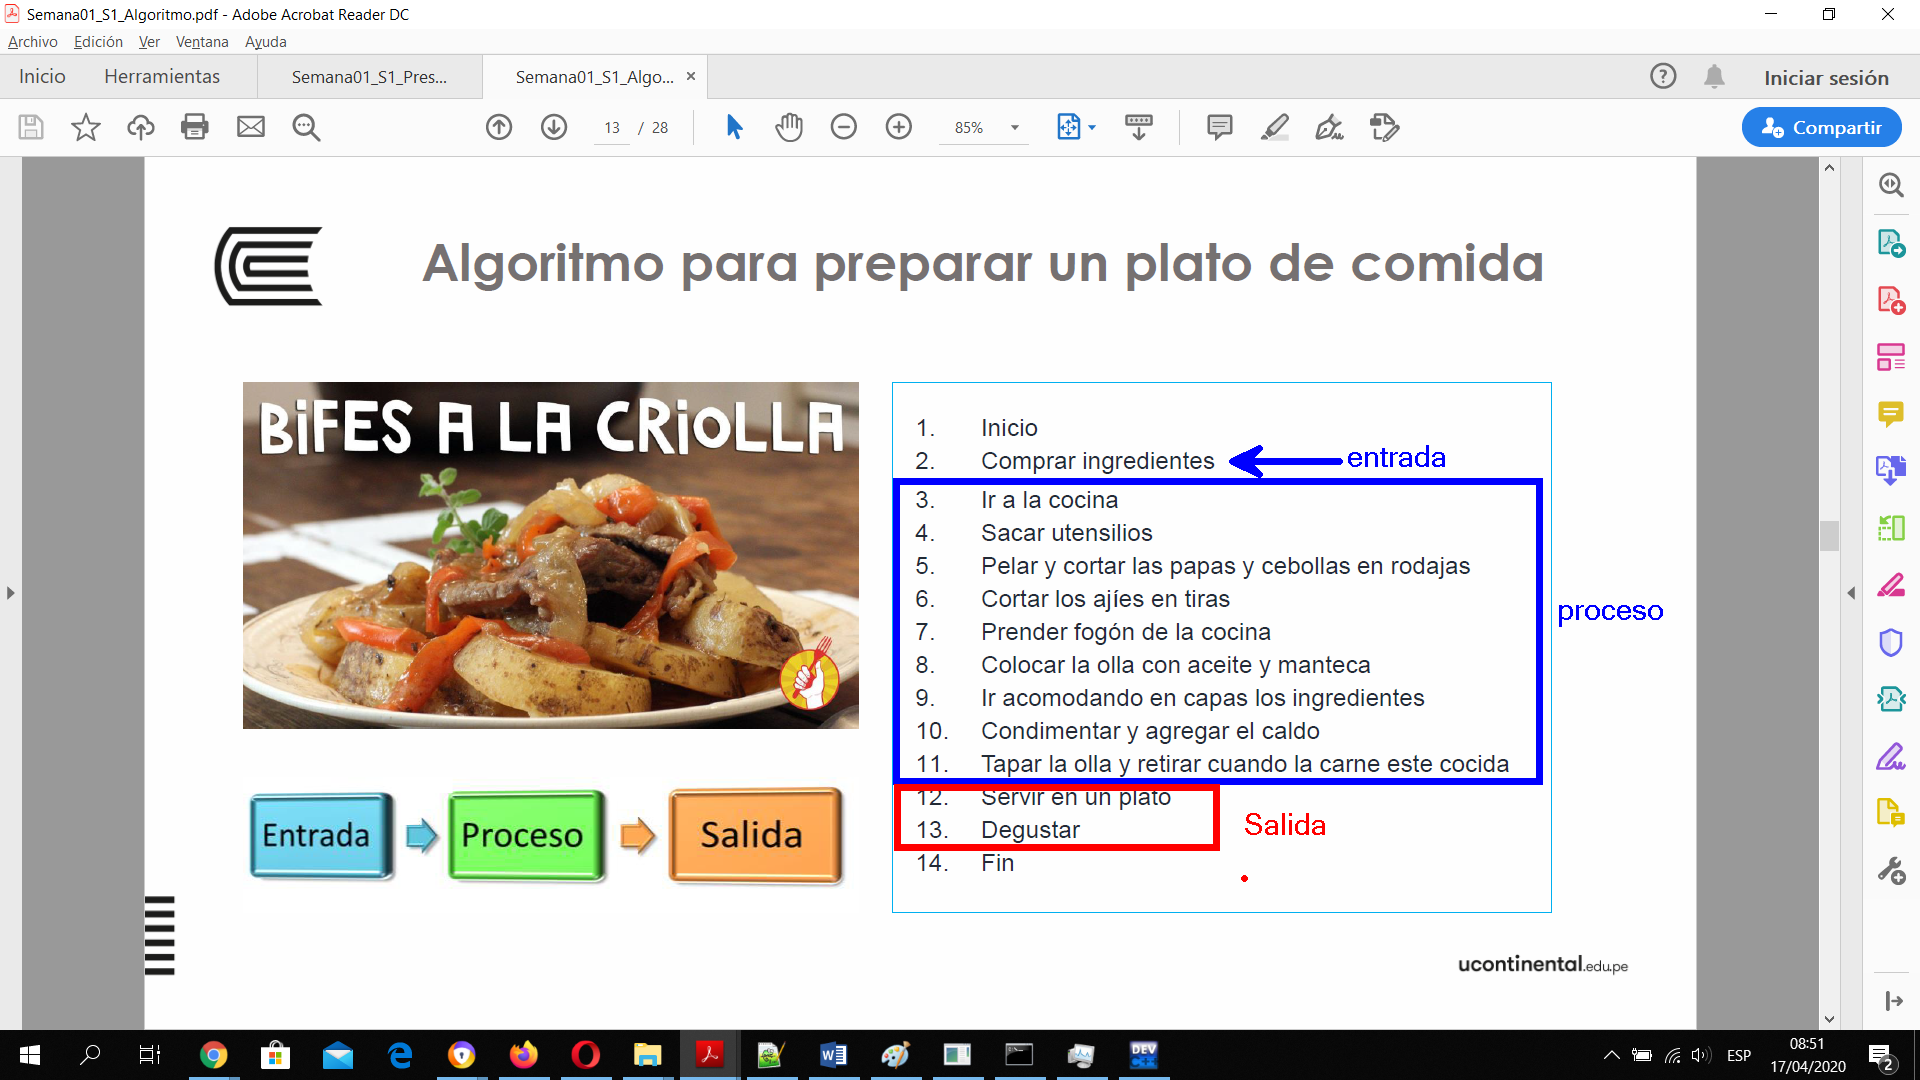 Semana01_S1_Algoritmo.pdf - Adobe Acrobat Reader DC
Archivo Edición Ver Ventana Ayuda
Inicio Herramientas Semana01_S1_Pres... Semana01_S1_Algo... × Iniciar sesión
13 / 28 85% Compartir
Algoritmo para preparar un plato de comida
BiFES A LA CRiOLLA
1. Inicio
2. Comprar ingredientes entrada
3. Ir a la cocina
4. Sacar utensilios
5. Pelar y cortar las papas y cebollas en rodajas
6. Cortar los ajíes en tiras
proceso
7. Prender fogón de la cocina
8. Colocar la olla con aceite y manteca
9. Ir acomodando en capas los ingredientes
10. Condimentar y agregar el caldo
11. Tapar la olla y retirar cuando la carne este cocida
12. Servir en un plato
13. Degustar Salida
14. Fin
Entrada Proceso Salida
ucontinental.edu.pe
ESP 08:51
17/04/2020 2
DEV
C++